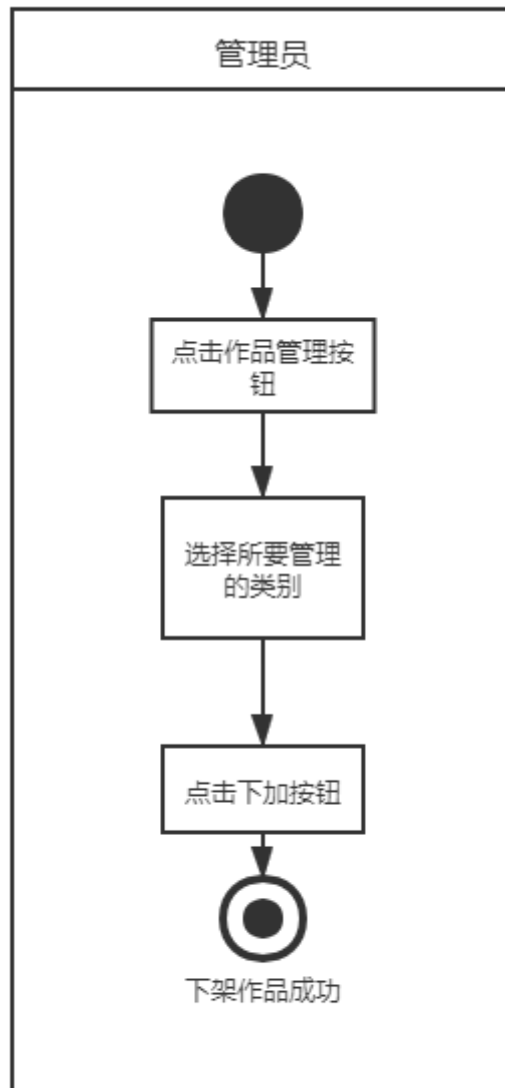 管理员
点击作品管理按
钮
选择所要管理
的类别
点击下加按钮
下架作品成功